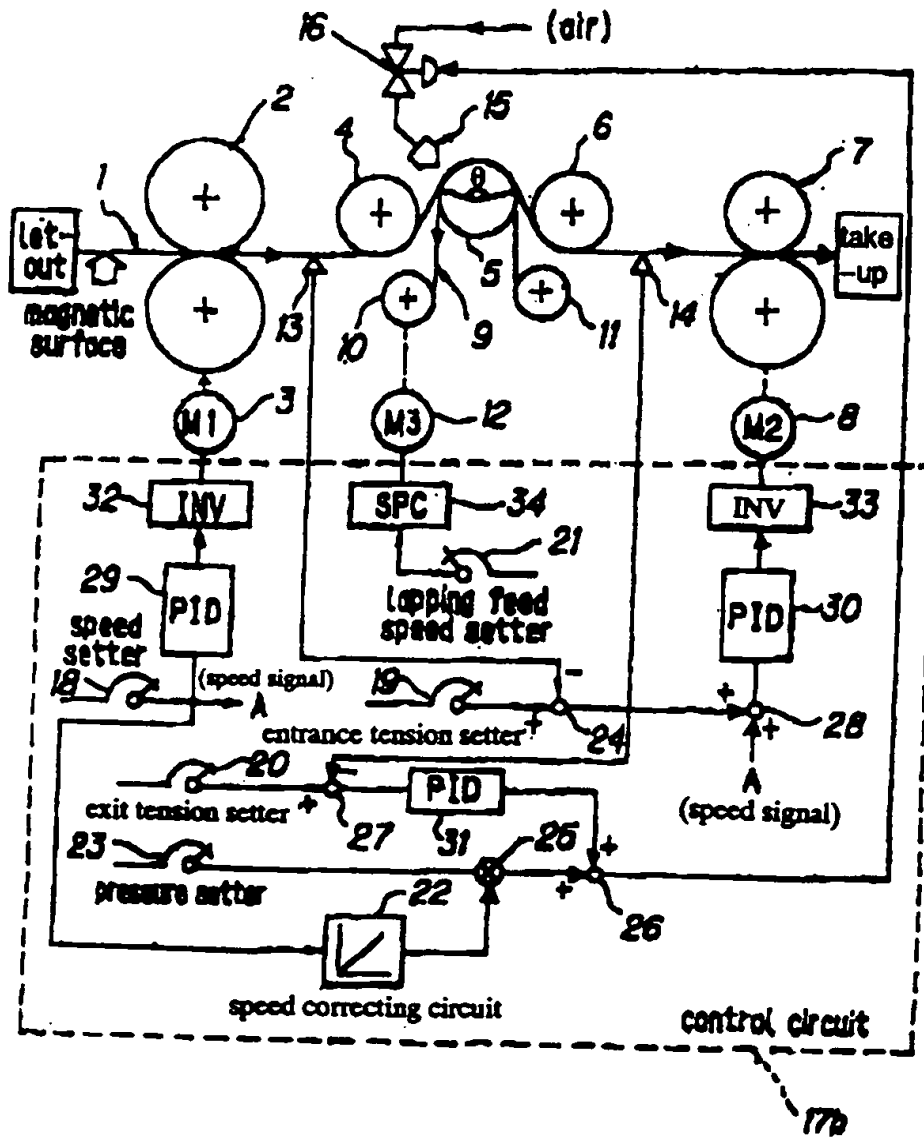 16
(air)
2
15
4
6
7
1
θ
let-
out
take
-up
13
5
14
magnetic
surface
10
9
11
3
12
8
M1
M3
M2
32
INV
SPC
34
INV
33
21
29
PID
lapping feed
speed setter
PID
30
speed
setter
18
(speed signal)
A
19
-
+
24
+
+
28
entrance tension setter
20
-
PID
A
(speed signal)
exit tension setter
+
27
31
25
+
23
+
26
pressure setter
22
speed correcting circuit
control circuit
17b